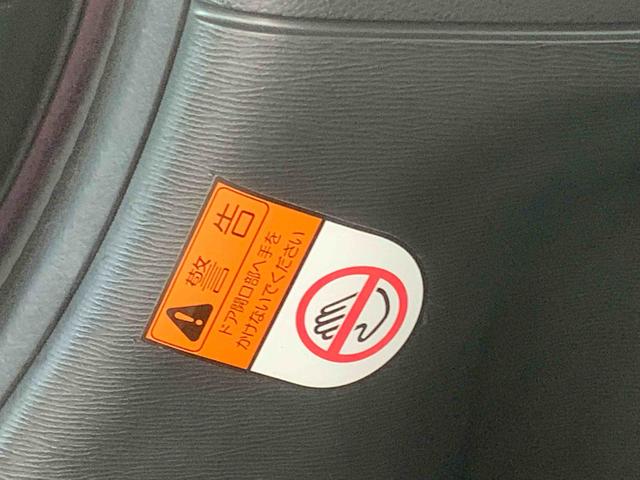 警告
ドア開口部へ手を
かけないでください